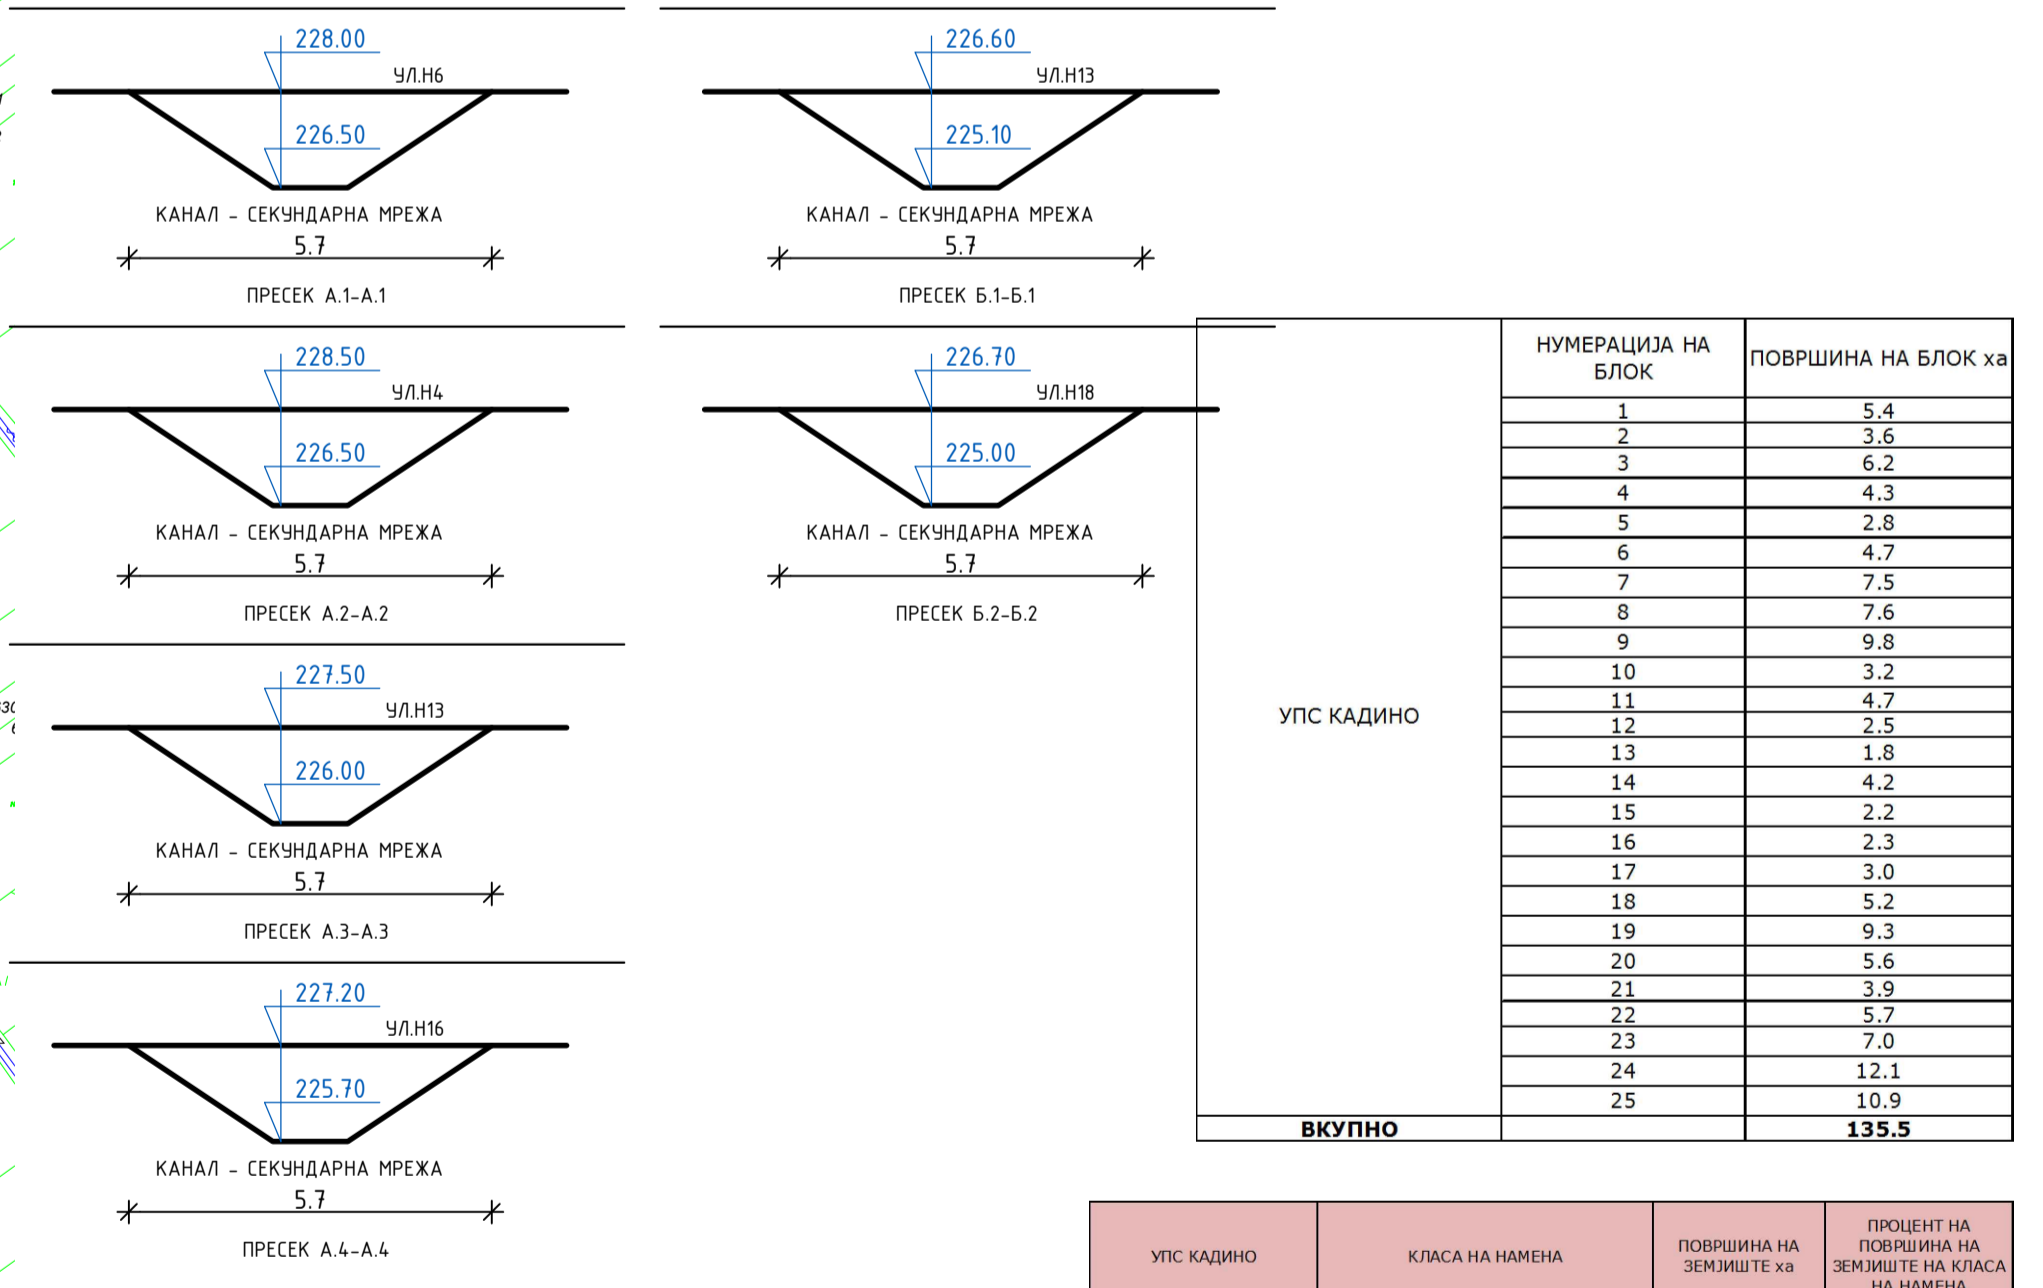 228.00
УЛ.Н6
226.50
КАНАЛ - СЕКУНДАРНА МРЕЖА
5.7
ПРЕСЕК А.1-А.1
226.60
УЛ.Н13
225.10
КАНАЛ - СЕКУНДАРНА МРЕЖА
5.7
ПРЕСЕК Б.1-Б.1
228.50
УЛ.Н4
226.50
КАНАЛ - СЕКУНДАРНА МРЕЖА
5.7
ПРЕСЕК А.2-А.2
226.70
УЛ.Н18
225.00
КАНАЛ - СЕКУНДАРНА МРЕЖА
5.7
ПРЕСЕК Б.2-Б.2
227.50
УЛ.Н13
226.00
КАНАЛ - СЕКУНДАРНА МРЕЖА
5.7
ПРЕСЕК А.3-А.3
227.20
УЛ.Н16
225.70
КАНАЛ - СЕКУНДАРНА МРЕЖА
5.7
ПРЕСЕК А.4-А.4
УПС КАДИНО
НУМЕРАЦИЈА НА
БЛОК
ПОВРШИНА НА БЛОК ха
1 5.4
2 3.6
3 6.2
4 4.3
5 2.8
6 4.7
7 7.5
8 7.6
9 9.8
10 3.2
11 4.7
12 2.5
13 1.8
14 4.2
15 2.2
16 2.3
17 3.0
18 5.2
19 9.3
20 5.6
21 3.9
22 5.7
23 7.0
24 12.1
25 10.9
ВКУПНО 135.5
УПС КАДИНО
КЛАСА НА НАМЕНА
ПОВРШИНА НА
ЗЕМЈИШТЕ ха
ПРОЦЕНТ НА
ПОВРШИНА НА
ЗЕМЈИШТЕ НА КЛАСА
НА НАМЕНА